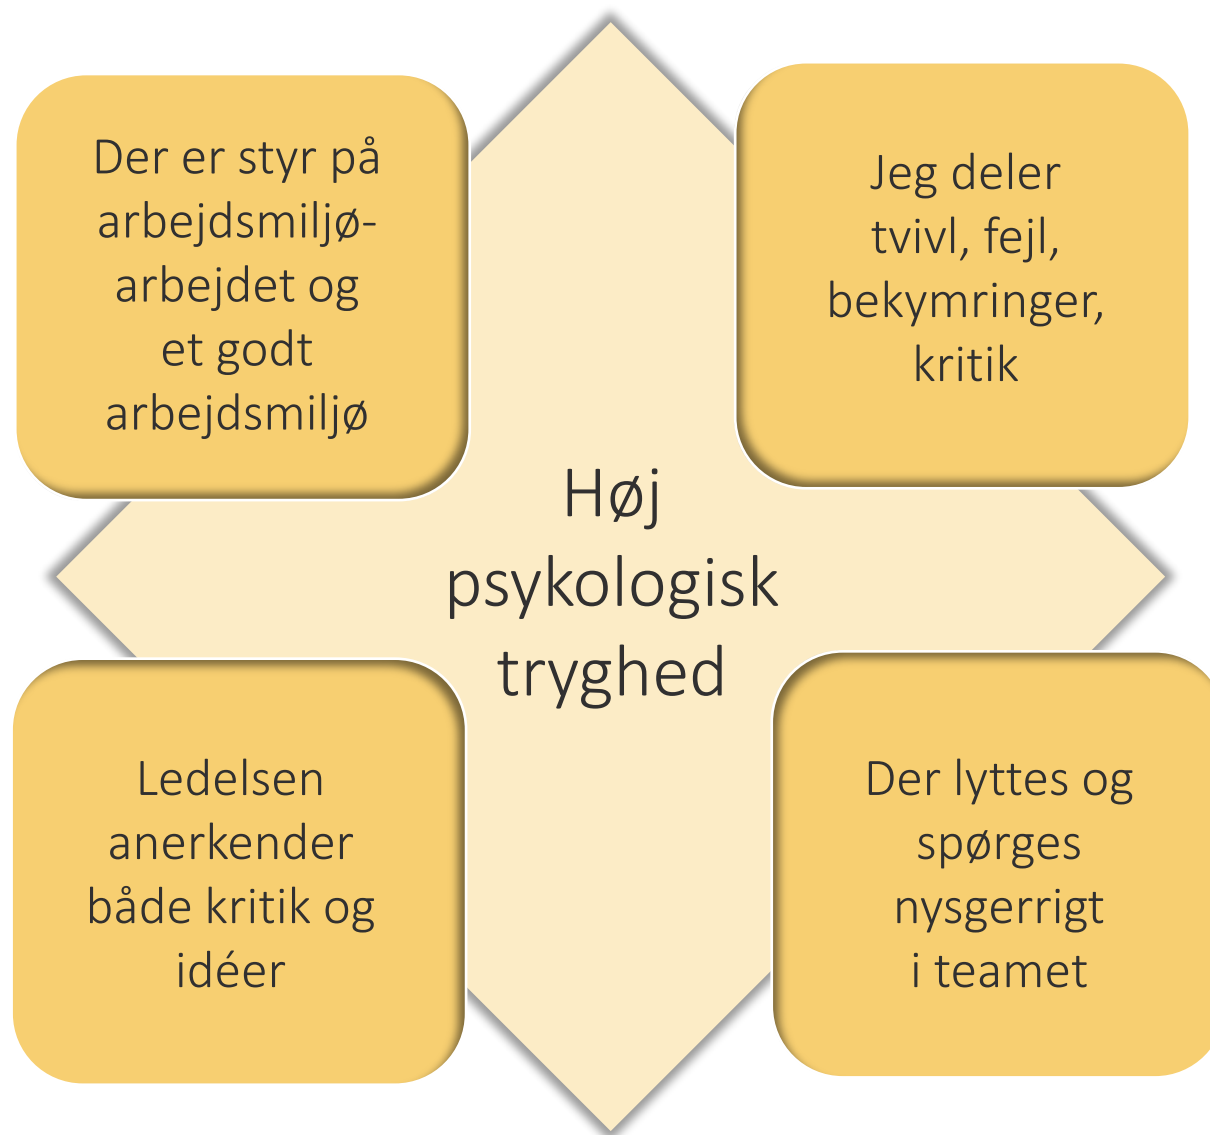 Der er styr på
arbejdsmiljø-
arbejdet og
et godt
arbejdsmiljø
Jeg deler
tvivl, fejl,
bekymringer,
kritik
Høj
psykologisk
tryghed
Ledelsen
anerkender
både kritik og
idéer
Der lyttes og
spørges
nysgerrigt
i teamet